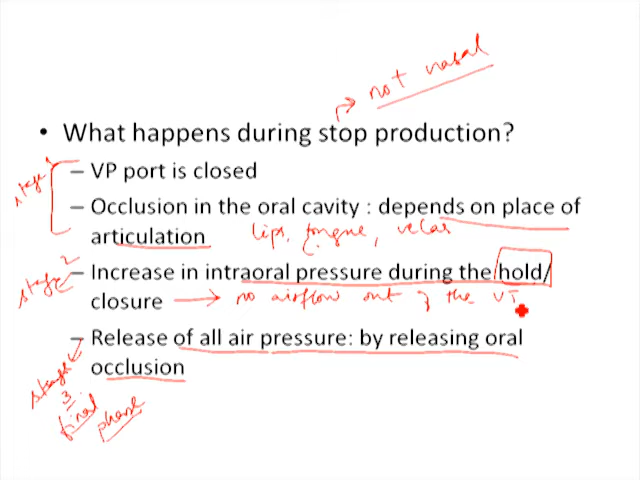 → not nasal
• What happens during stop production?
stage 1
– VP port is closed
– Occlusion in the oral cavity : depends on place of
articulation lips, tongue, velar
stage 2
– Increase in intraoral pressure during the hold/
closure → no airflow out of the VT
– Release of all air pressure: by releasing oral
occlusion
stage
3
final
phase